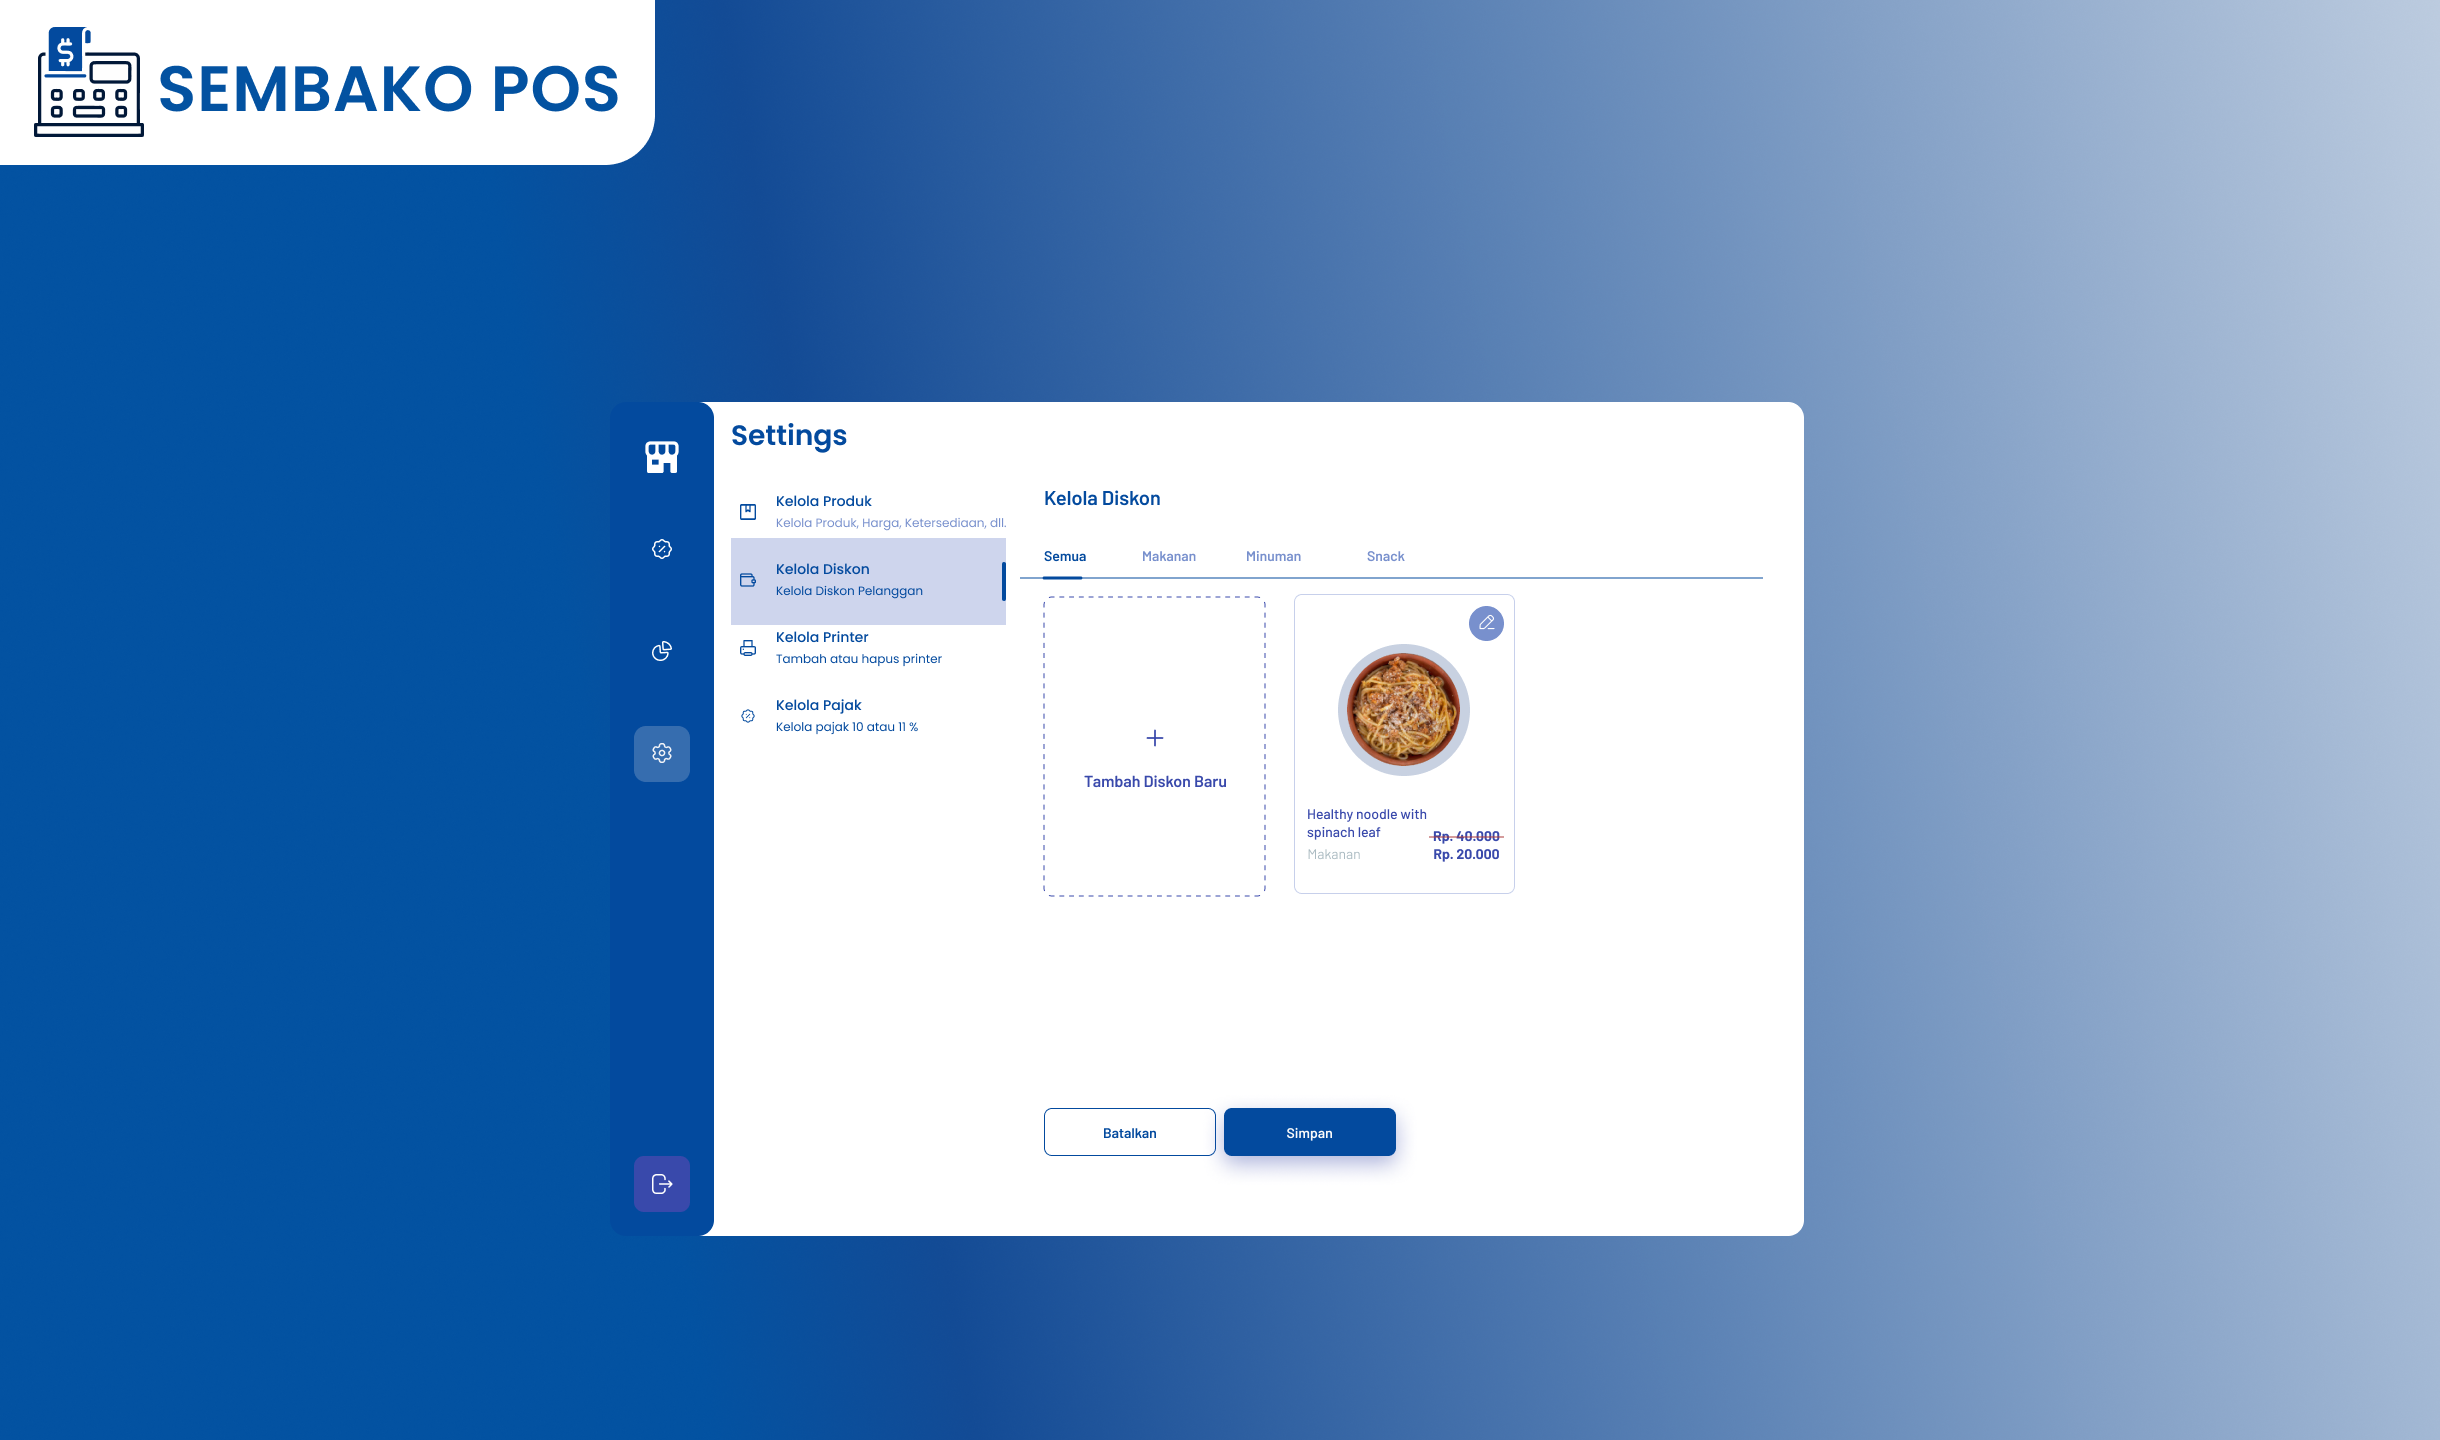 $ SEMBAKO POS
Settings
Kelola Produk
Kelola Produk, Harga, Ketersediaan, dll.
Kelola Diskon
Kelola Diskon Pelanggan
Kelola Printer
Tambah atau hapus printer
Kelola Pajak
Kelola pajak 10 atau 11 %
Kelola Diskon
Semua Makanan Minuman Snack
Tambah Diskon Baru
Healthy noodle with
spinach leaf
Rp. 40.000
Makanan Rp. 20.000
Batalkan Simpan